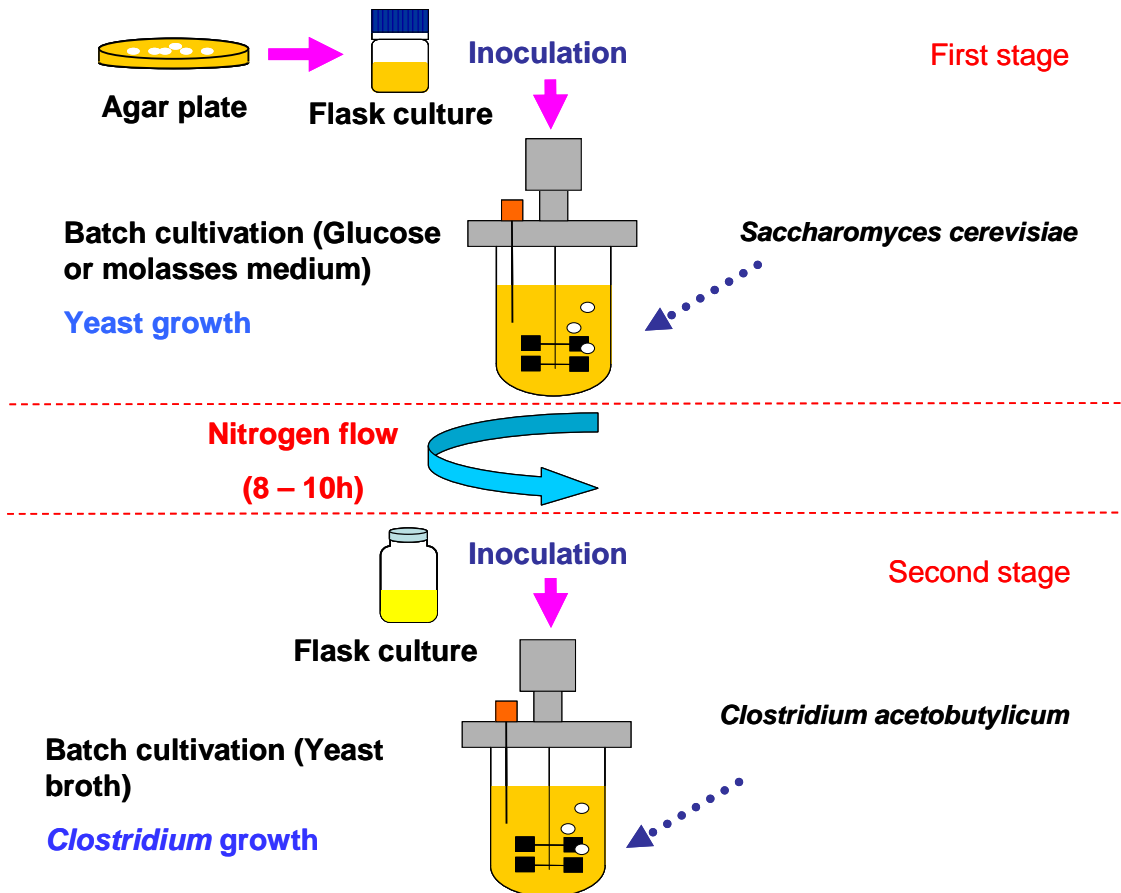 Inoculation
First stage
Agar plate
Flask culture
Batch cultivation (Glucose
or molasses medium)
Saccharomyces cerevisiae
Yeast growth
Nitrogen flow
(8 – 10h)
Inoculation
Second stage
Flask culture
Clostridium acetobutylicum
Batch cultivation (Yeast
broth)
Clostridium growth